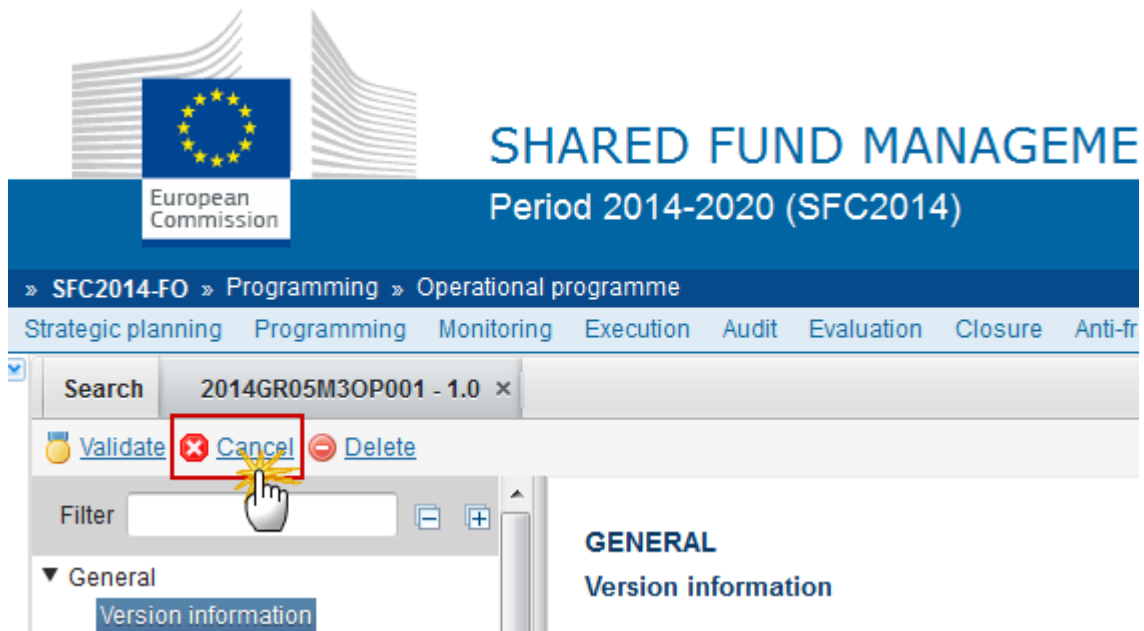 SHARED FUND MANAGEME
European
Commission
Period 2014-2020 (SFC2014)
» SFC2014-FO » Programming » Operational programme
Strategic planning Programming Monitoring Execution Audit Evaluation Closure Anti-fr
Search 2014GR05M3OP001 - 1.0 ×
Validate Cancel Delete
Filter
GENERAL
▼ General
Version information
Version information